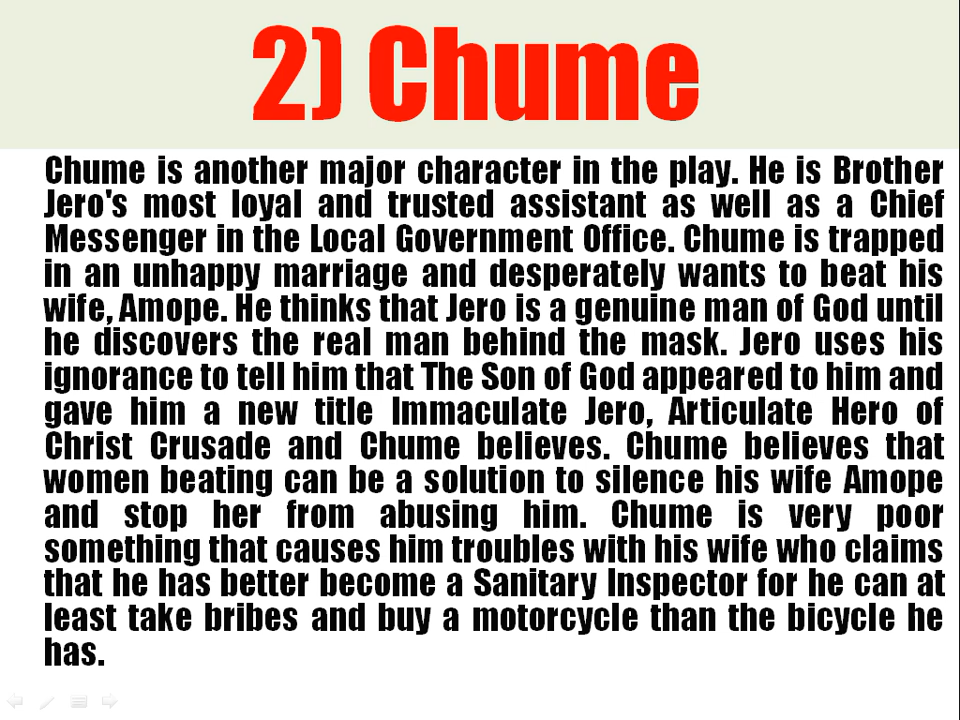 2) Chume
Chume is another major character in the play. He is Brother
Jero's most loyal and trusted assistant as well as a Chief
Messenger in the Local Government Office. Chume is trapped
in an unhappy marriage and desperately wants to beat his
wife, Amope. He thinks that Jero is a genuine man of God until
he discovers the real man behind the mask. Jero uses his
ignorance to tell him that The Son of God appeared to him and
gave him a new title Immaculate Jero, Articulate Hero of
Christ Crusade and Chume believes. Chume believes that
women beating can be a solution to silence his wife Amope
and stop her from abusing him. Chume is very poor
something that causes him troubles with his wife who claims
that he has better become a Sanitary Inspector for he can at
least take bribes and buy a motorcycle than the bicycle he
has.